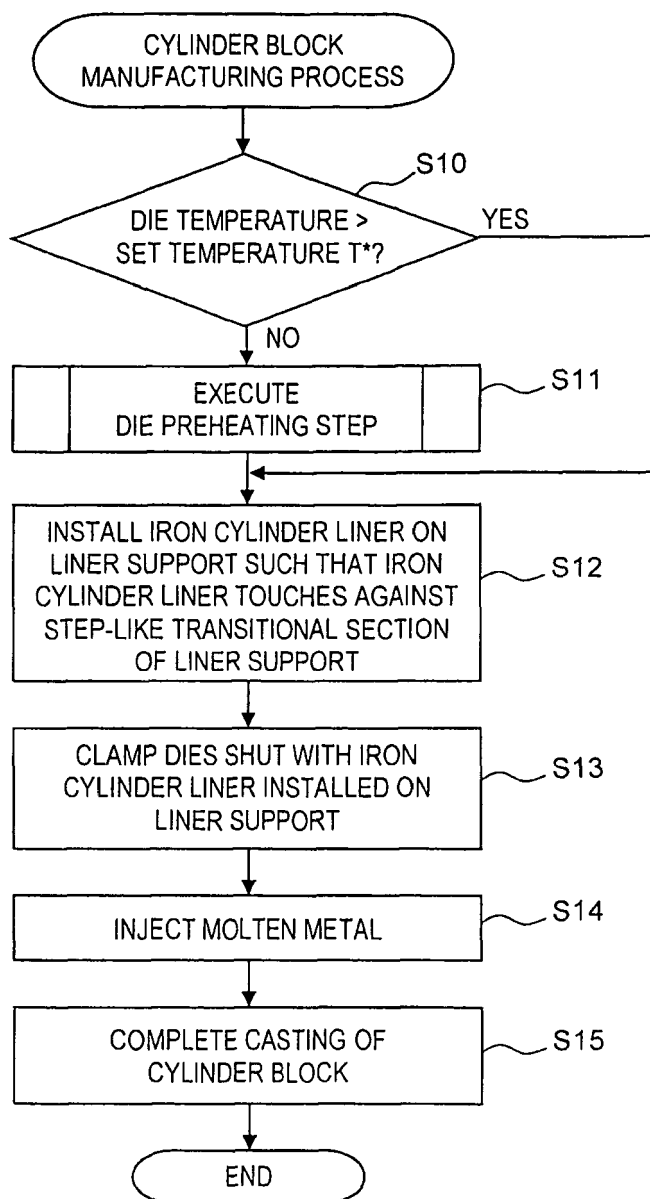 CYLINDER BLOCK
MANUFACTURING PROCESS
S10
DIE TEMPERATURE >
SET TEMPERATURE T*?
YES
NO
EXECUTE
DIE PREHEATING STEP
S11
INSTALL IRON CYLINDER LINER ON
LINER SUPPORT SUCH THAT IRON
CYLINDER LINER TOUCHES AGAINST
STEP-LIKE TRANSITIONAL SECTION
OF LINER SUPPORT
S12
CLAMP DIES SHUT WITH IRON
CYLINDER LINER INSTALLED ON
LINER SUPPORT
S13
INJECT MOLTEN METAL
S14
COMPLETE CASTING OF
CYLINDER BLOCK
S15
END